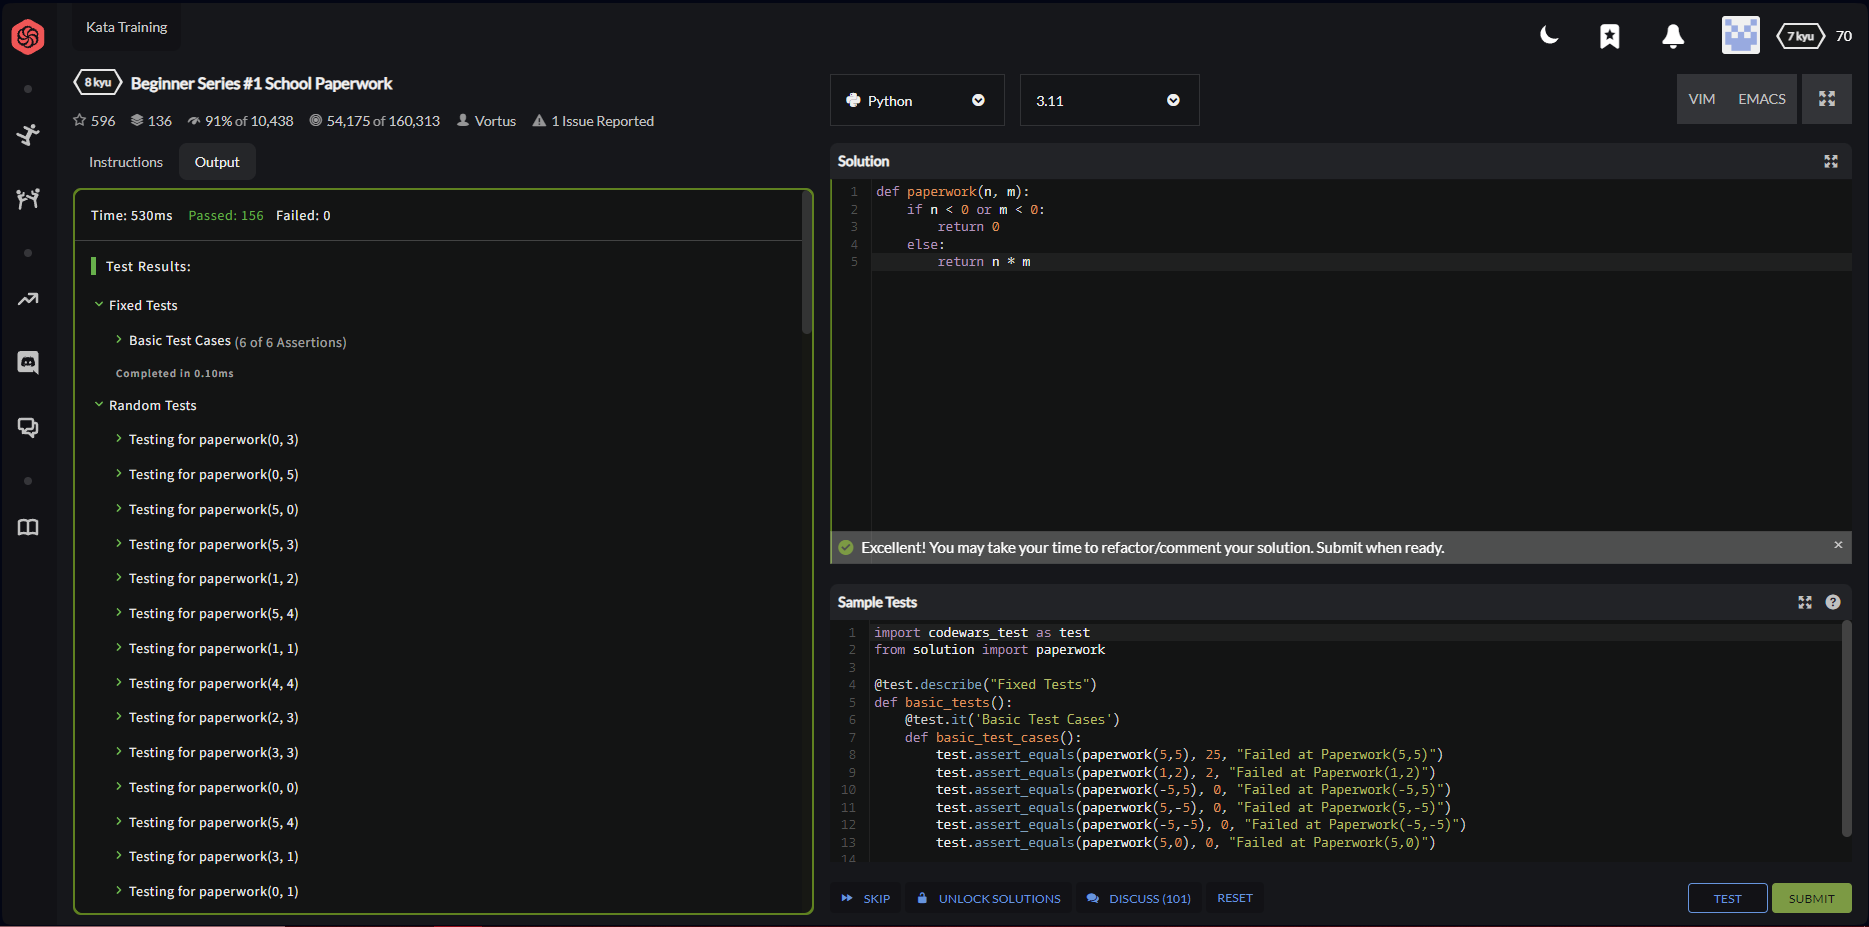 Kata Training
7 kyu 70
8 kyu Beginner Series #1 School Paperwork
596 136 91% of 10,438 54,175 of 160,313 Vortus 1 Issue Reported
Instructions Output
Time: 530ms Passed: 156 Failed: 0
Test Results:
Fixed Tests
Basic Test Cases (6 of 6 Assertions)
Completed in 0.10ms
Random Tests
Testing for paperwork(0, 3)
Testing for paperwork(0, 5)
Testing for paperwork(5, 0)
Testing for paperwork(5, 3)
Testing for paperwork(1, 2)
Testing for paperwork(5, 4)
Testing for paperwork(1, 1)
Testing for paperwork(4, 4)
Testing for paperwork(2, 3)
Testing for paperwork(3, 3)
Testing for paperwork(0, 0)
Testing for paperwork(5, 4)
Testing for paperwork(3, 1)
Testing for paperwork(0, 1)
Python 3.11 VIM EMACS
Solution
1 def paperwork(n, m):
2     if n < 0 or m < 0:
3         return 0
4     else:
5         return n * m
Excellent! You may take your time to refactor/comment your solution. Submit when ready. ×
Sample Tests ?
1 import codewars_test as test
2 from solution import paperwork
3
4 @test.describe("Fixed Tests")
5 def basic_tests():
6     @test.it('Basic Test Cases')
7     def basic_test_cases():
8         test.assert_equals(paperwork(5,5), 25, "Failed at Paperwork(5,5)")
9         test.assert_equals(paperwork(1,2), 2, "Failed at Paperwork(1,2)")
10         test.assert_equals(paperwork(-5,5), 0, "Failed at Paperwork(-5,5)")
11         test.assert_equals(paperwork(5,-5), 0, "Failed at Paperwork(5,-5)")
12         test.assert_equals(paperwork(-5,-5), 0, "Failed at Paperwork(-5,-5)")
13         test.assert_equals(paperwork(5,0), 0, "Failed at Paperwork(5,0)")
14
SKIP UNLOCK SOLUTIONS DISCUSS (101) RESET TEST SUBMIT